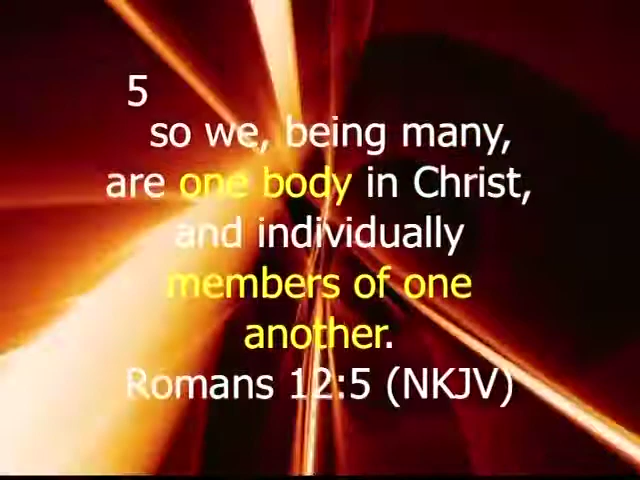 5
so we, being many,
are one body in Christ,
and individually
members of one
another.
Romans 12:5 (NKJV)